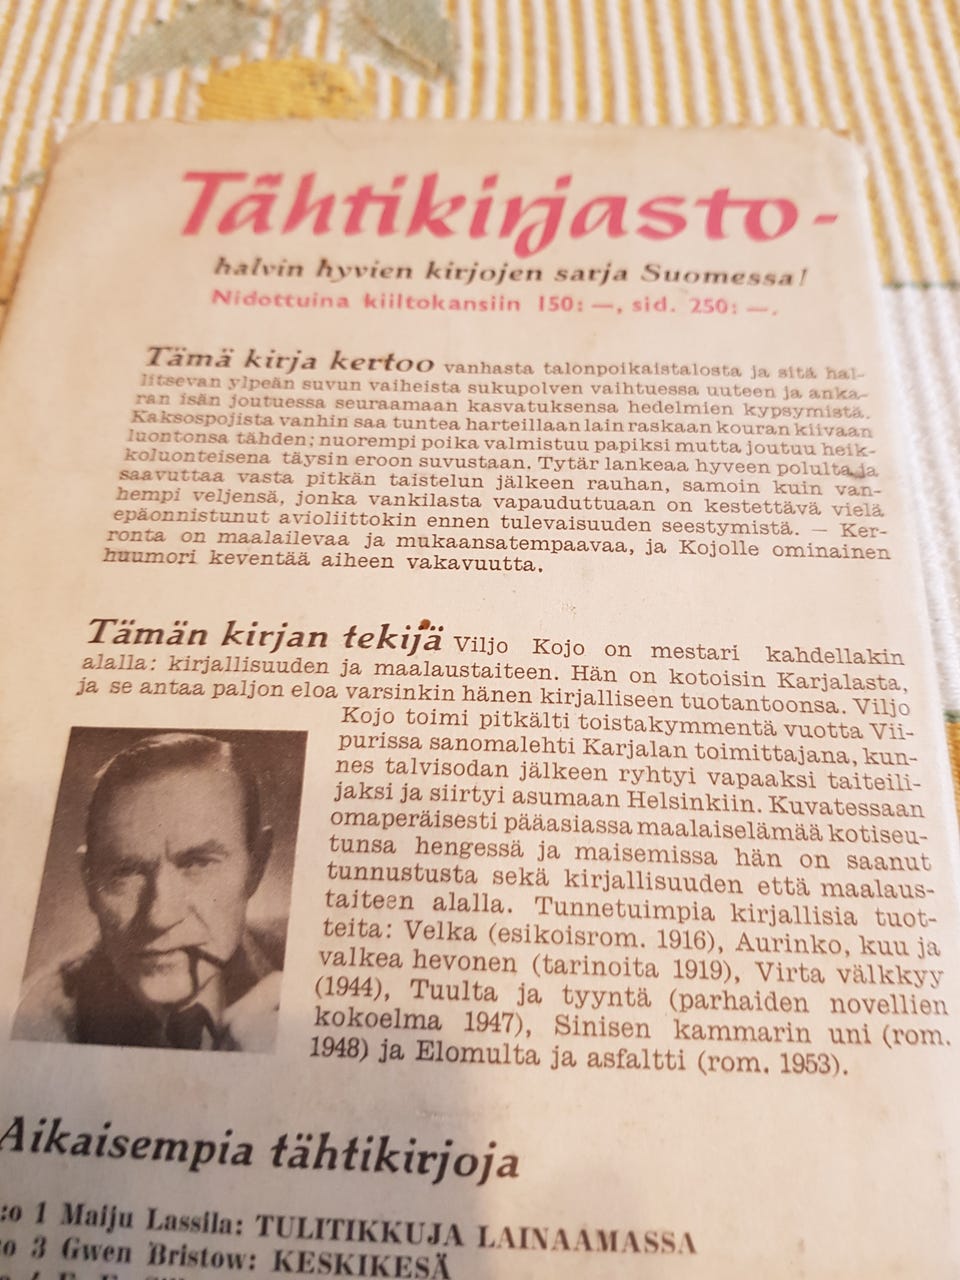 Tähtikirjasto-
halvin hyvien kirjojen sarja Suomessa!
Nidottuina kiiltokansiin 150: —, sid. 250: —.
Tämä kirja kertoo vanhasta talonpoikaistalosta ja sitä hal-
litsevan ylpeän suvun vaiheista sukupolven vaihtuessa uuteen ja anka-
ran isän joutuessa seuraamaan kasvatuksensa hedelmien kypsymistä.
Kaksospojista vanhin saa tuntea harteillaan lain raskaan kouran kiivaan
luontonsa tähden; nuorempi poika valmistuu papiksi mutta joutuu heik-
koluonteisena täysin eroon suvustaan. Tytär lankeaa hyveen polulta ja
saavuttaa vasta pitkän taistelun jälkeen rauhan, samoin kuin van-
hempi veljensä, jonka vankilasta vapauduttuaan on kestettävä vielä
epäonnistunut avioliittokin ennen tulevaisuuden seestymistä. — Ker-
ronta on maalailevaa ja mukaansatempaavaa, ja Kojolle ominainen
huumori keventää aiheen vakavuutta.
Tämän kirjan tekijä Viljo Kojo on mestari kahdellakin
alalla: kirjallisuuden ja maalaustaiteen. Hän on kotoisin Karjalasta,
ja se antaa paljon eloa varsinkin hänen kirjalliseen tuotantoonsa. Viljo
Kojo toimi pitkälti toistakymmentä vuotta Vii-
purissa sanomalehti Karjalan toimittajana, kun-
nes talvisodan jälkeen ryhtyi vapaaksi taiteili-
jaksi ja siirtyi asumaan Helsinkiin. Kuvatessaan
omaperäisesti pääasiassa maalaiselämää kotiseu-
tunsa hengessä ja maisemissa hän on saanut
tunnustusta sekä kirjallisuuden että maalaus-
taiteen alalla. Tunnetuimpia kirjallisia tuot-
teita: Velka (esikoisrom. 1916), Aurinko, kuu ja
valkea hevonen (tarinoita 1919), Virta välkkyy
(1944), Tuulta ja tyyntä (parhaiden novellien
kokoelma 1947), Sinisen kammarin uni (rom.
1948) ja Elomulta ja asfaltti (rom. 1953).
Aikaisempia tähtikirjoja
:o 1 Maiju Lassila: TULITIKKUJA LAINAAMASSA
:o 3 Gwen Bristow: KESKIKESÄ